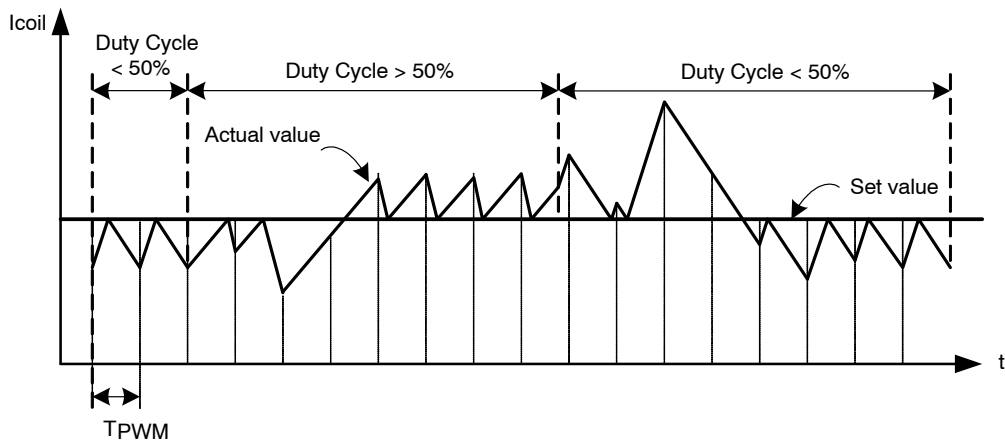 Icoil
Duty Cycle
< 50%
Duty Cycle > 50%
Duty Cycle < 50%
Actual value
Set value
t
TPWM